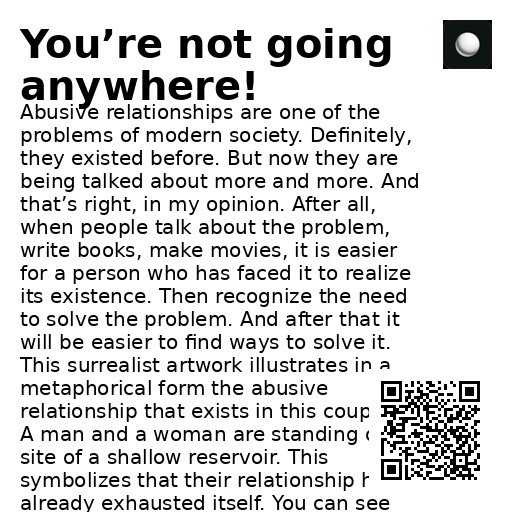 You’re not going
anywhere!
Abusive relationships are one of the
problems of modern society. Definitely,
they existed before. But now they are
being talked about more and more. And
that’s right, in my opinion. After all,
when people talk about the problem,
write books, make movies, it is easier
for a person who has faced it to realize
its existence. Then recognize the need
to solve the problem. And after that it
will be easier to find ways to solve it.
This surrealist artwork illustrates in a
metaphorical form the abusive
relationship that exists in this
A man and a woman are standing
site of a shallow reservoir. This
symbolizes that their relationship
already exhausted itself. You can see